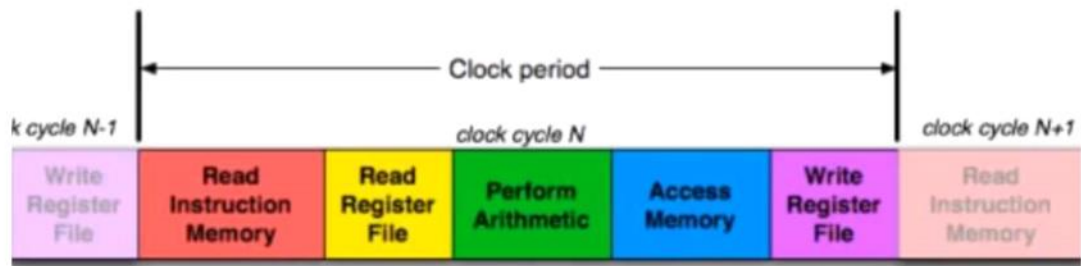 Clock period
k cycle N-1
clock cycle N
clock cycle N+1
Write
Register
File
Read
Instruction
Memory
Read
Register
File
Perform
Arithmetic
Access
Memory
Write
Register
File
Read
Instruction
Memory